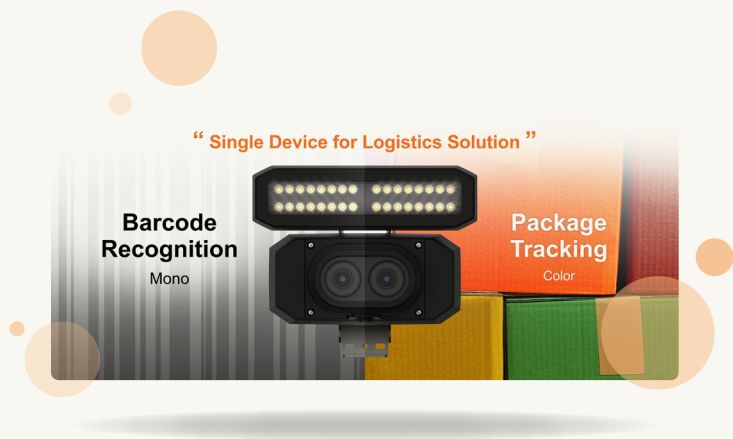 “ Single Device for Logistics Solution ”
Barcode
Recognition
Mono
Package
Tracking
Color